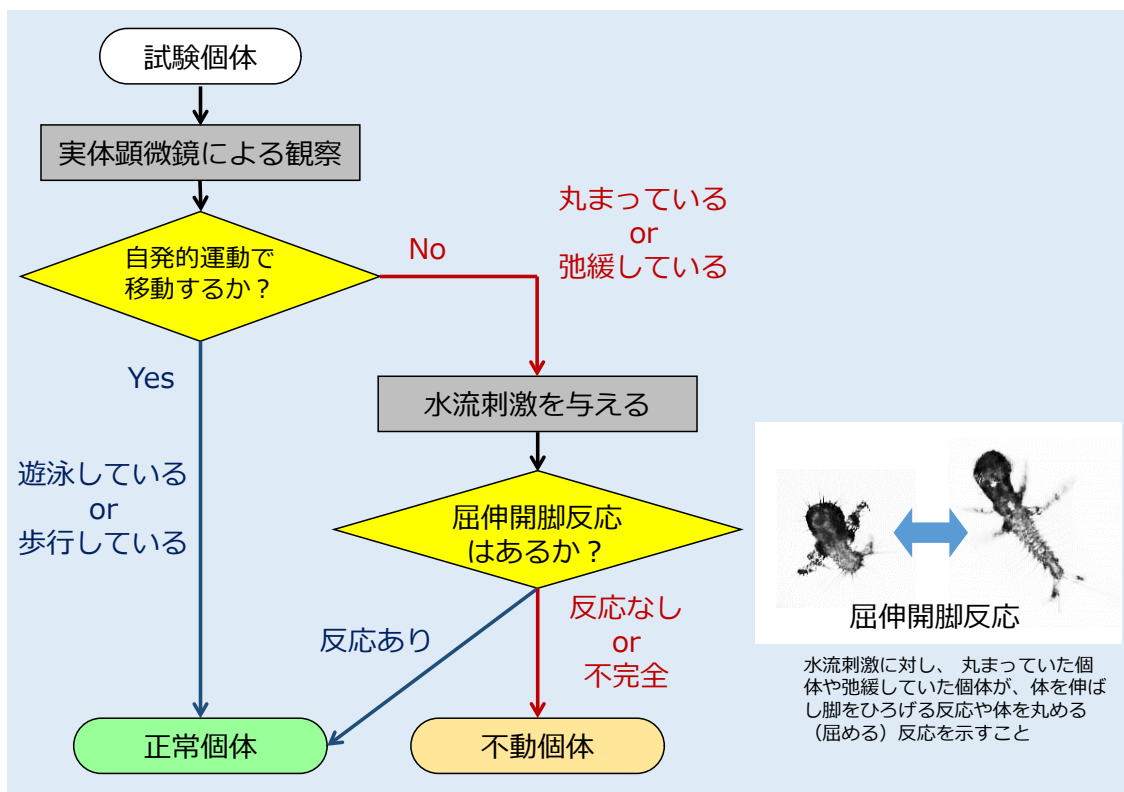 試験個体
実体顕微鏡による観察
自発的運動で
移動するか？
No
丸まっている
or
弛緩している
Yes
遊泳している
or
歩行している
水流刺激を与える
屈伸開脚反応
はあるか？
反応あり
反応なし
or
不完全
正常個体
不動個体
屈伸開脚反応
水流刺激に対し、 丸まっていた個
体や弛緩していた個体が、体を伸ば
し脚をひろげる反応や体を丸める
（屈める）反応を示すこと